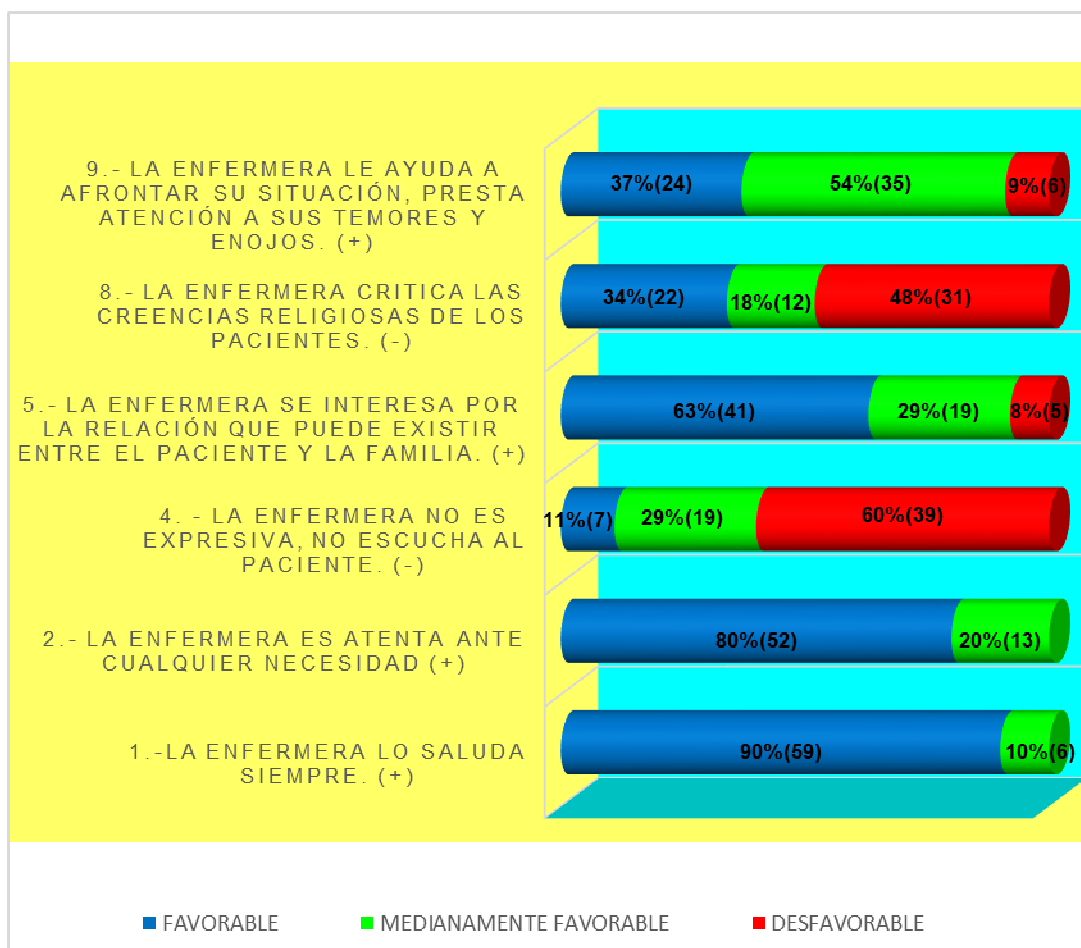 9.- LA ENFERMERA LE AYUDA A
AFRONTAR SU SITUACIÓN, PRESTA
ATENCIÓN A SUS TEMORES Y
ENOJOS. (+)
37%(24) 54%(35) 9%(6)
8.- LA ENFERMERA CRITICA LAS
CREENCIAS RELIGIOSAS DE LOS
PACIENTES. (-)
34%(22) 18%(12) 48%(31)
5.- LA ENFERMERA SE INTERESA POR
LA RELACIÓN QUE PUEDE EXISTIR
ENTRE EL PACIENTE Y LA FAMILIA. (+)
63%(41) 29%(19) 8%(5)
4. - LA ENFERMERA NO ES
EXPRESIVA, NO ESCUCHA AL
PACIENTE. (-)
11%(7) 29%(19) 60%(39)
2.- LA ENFERMERA ES ATENTA ANTE
CUALQUIER NECESIDAD (+)
80%(52) 20%(13)
1.-LA ENFERMERA LO SALUDA
SIEMPRE. (+)
90%(59) 10%(6)
FAVORABLE MEDIANAMENTE FAVORABLE DESFAVORABLE